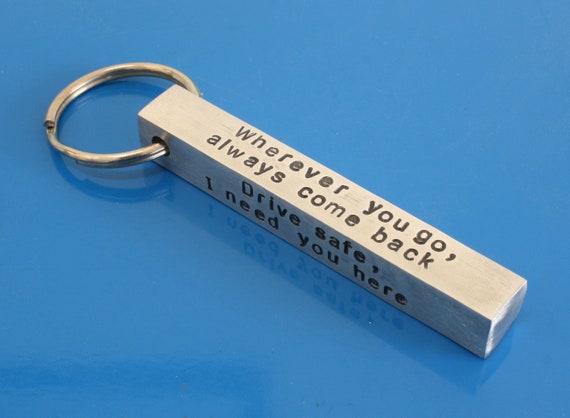 Wherever you go,
always come back
Drive safe,
I need you here